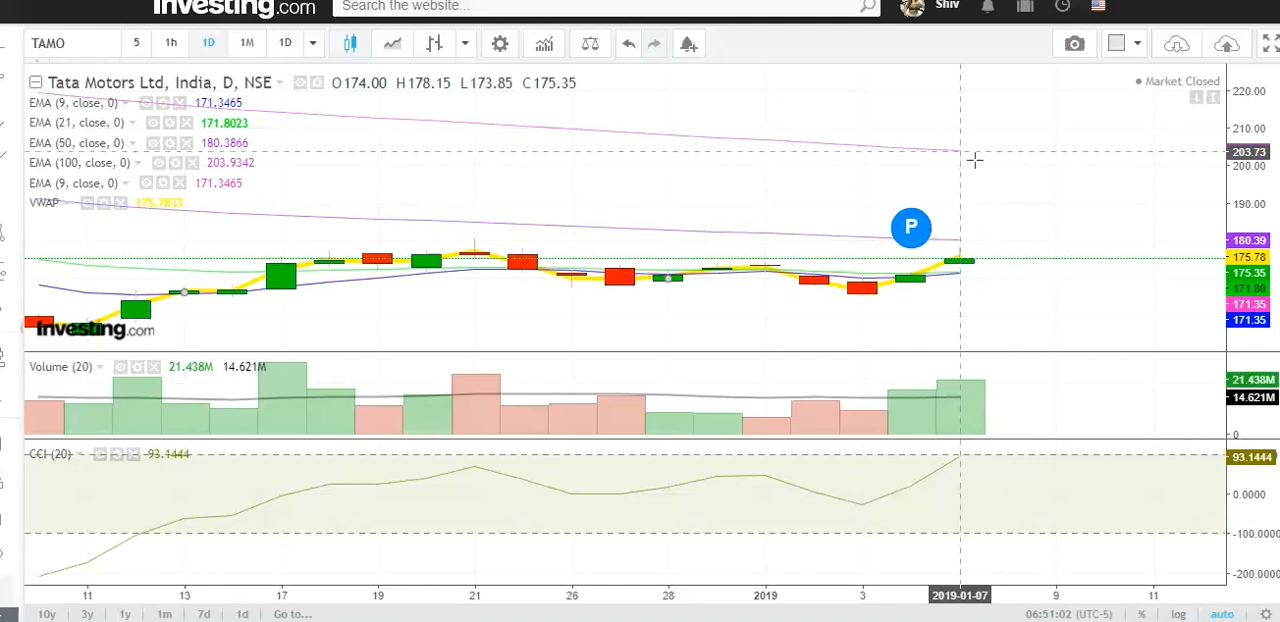 Investing.com Search the website... Shiv
TAMO 5 1h 1D 1M 1D
Tata Motors Ltd, India, D, NSE O174.00 H178.15 L173.85 C175.35 Market Closed
EMA (9, close, 0) 171.3465
EMA (21, close, 0) 171.8023
EMA (50, close, 0) 180.3866
EMA (100, close, 0) 203.9342
EMA (9, close, 0) 171.3465
VWAP 175.7833
220.00
210.00
203.73
200.00
190.00
P
180.39
175.78
175.35
171.80
171.35
171.35
Investing.com
Volume (20) 21.438M 14.621M
21.438M
14.621M
0
CCI (20) 93.1444
93.1444
0.0000
-100.0000
-200.0000
11 13 17 19 21 26 28 2019 3 2019-01-07 9 11
10y 3y 1y 1m 7d 1d Go to... 06:51:02 (UTC-5) % log auto